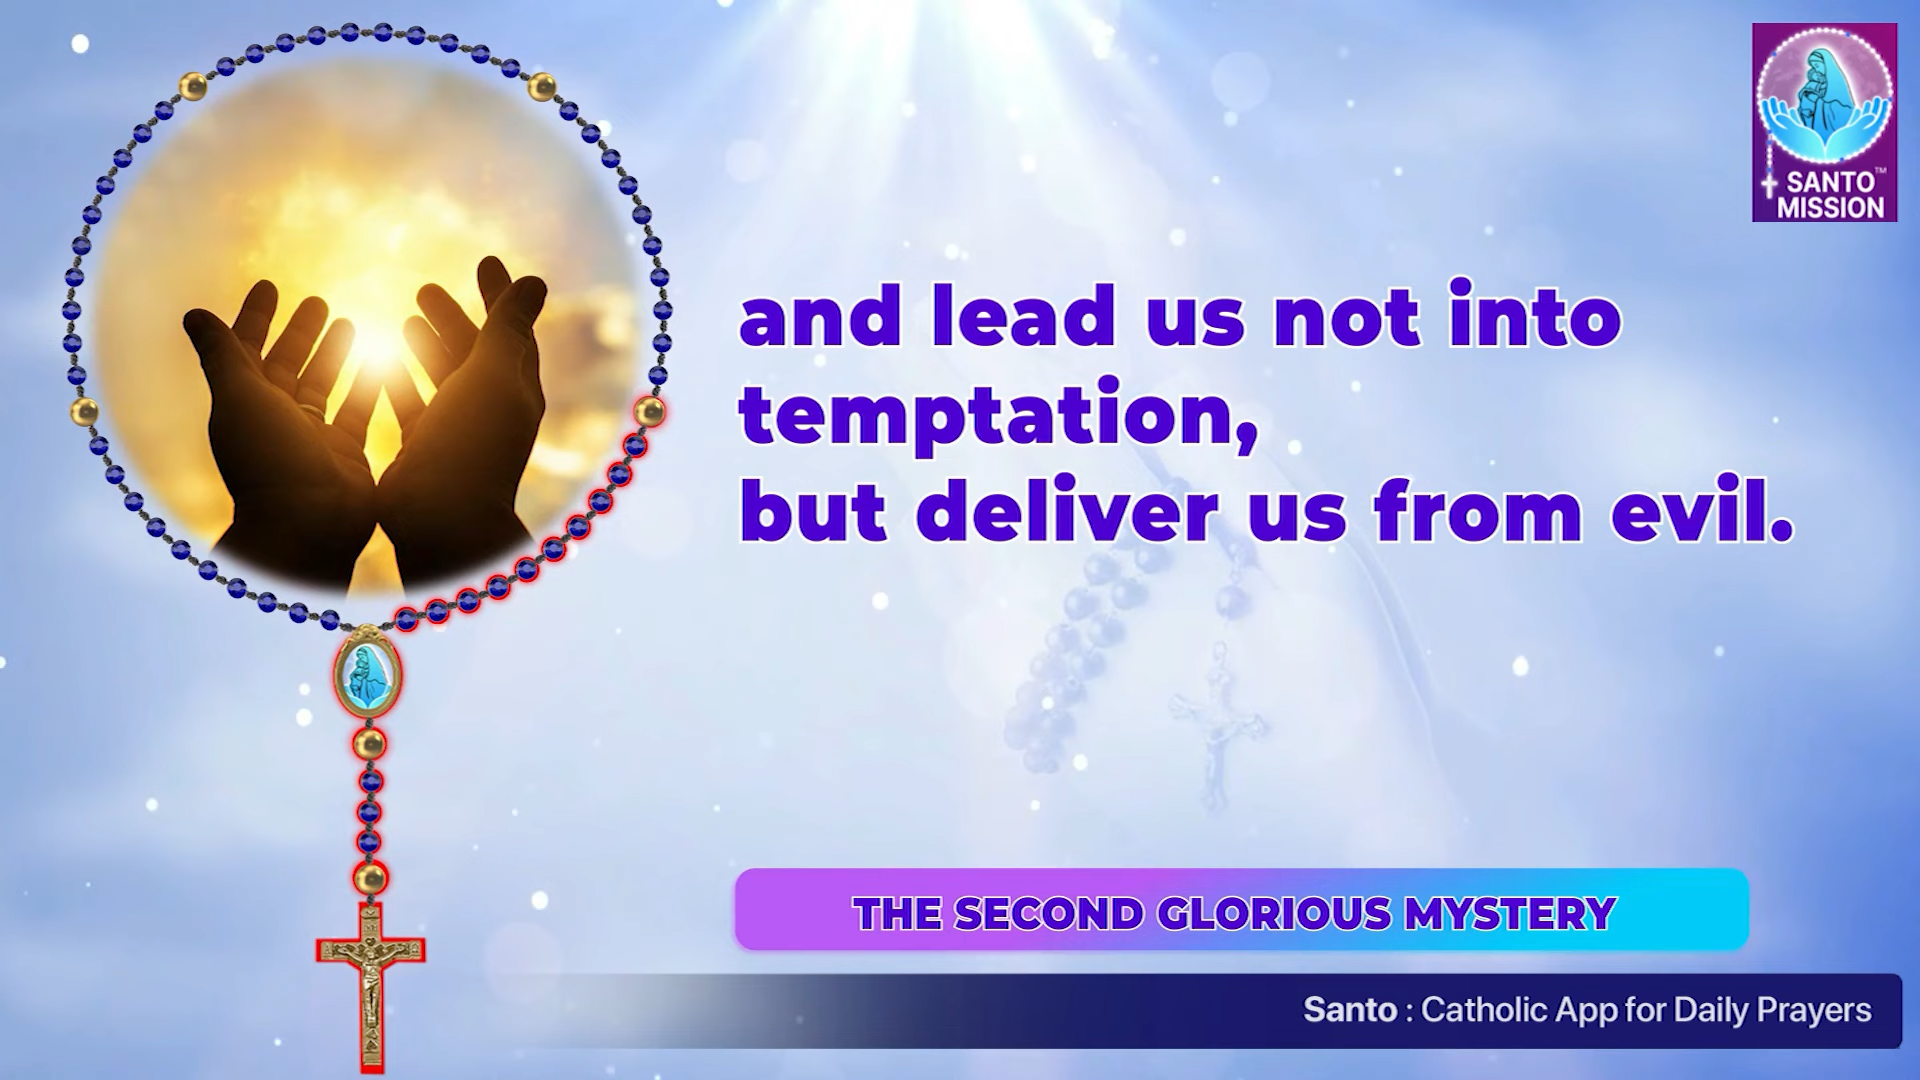 SANTO™
MISSION
and lead us not into
temptation,
but deliver us from evil.
THE SECOND GLORIOUS MYSTERY
Santo : Catholic App for Daily Prayers